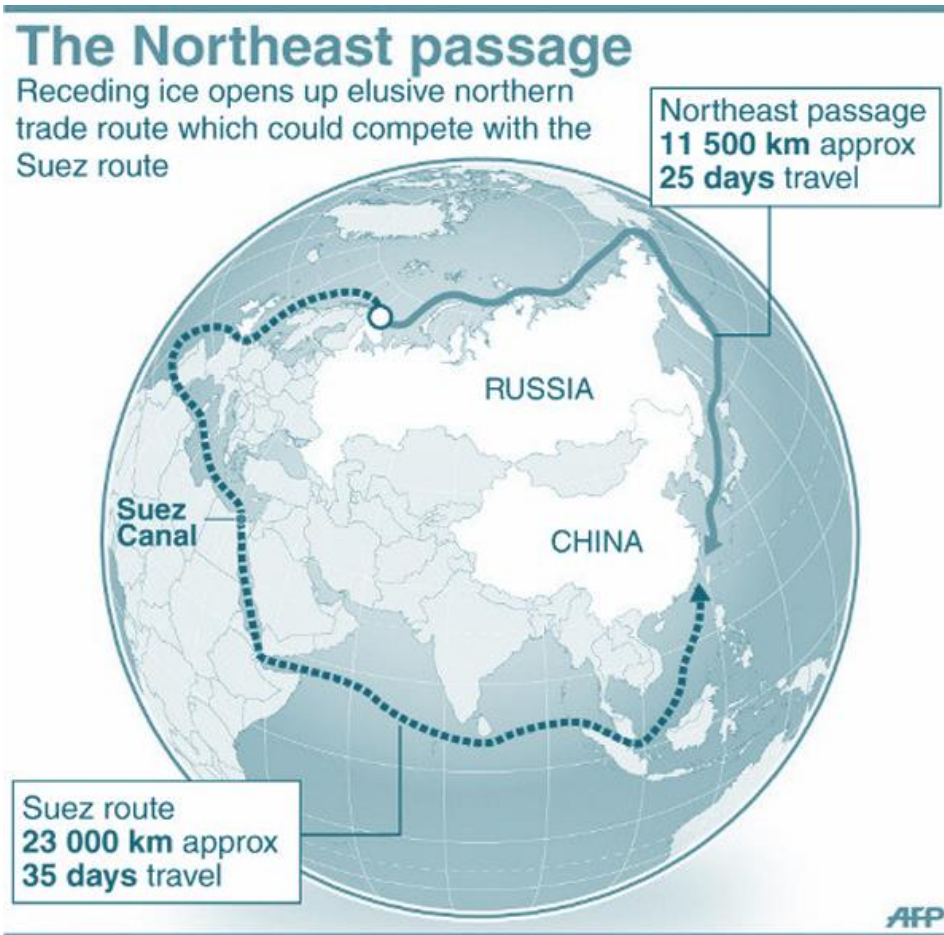 The Northeast passage
Receding ice opens up elusive northern
trade route which could compete with the
Suez route
Northeast passage
11 500 km approx
25 days travel
RUSSIA
Suez
Canal
CHINA
Suez route
23 000 km approx
35 days travel
AFP